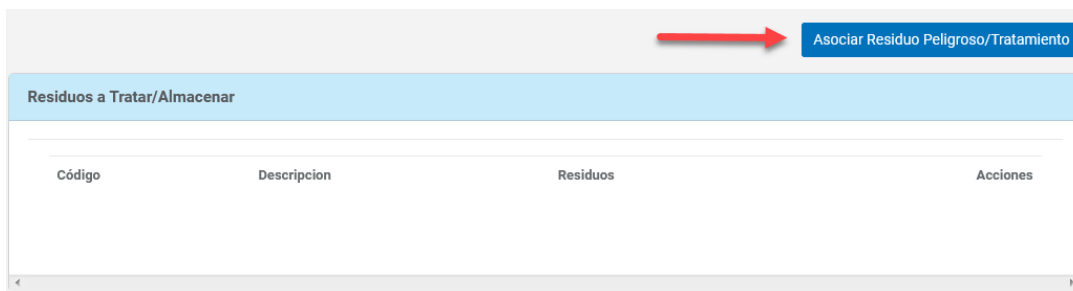 Asociar Residuo Peligroso/Tratamiento
Residuos a Tratar/Almacenar
Código Descripcion Residuos Acciones